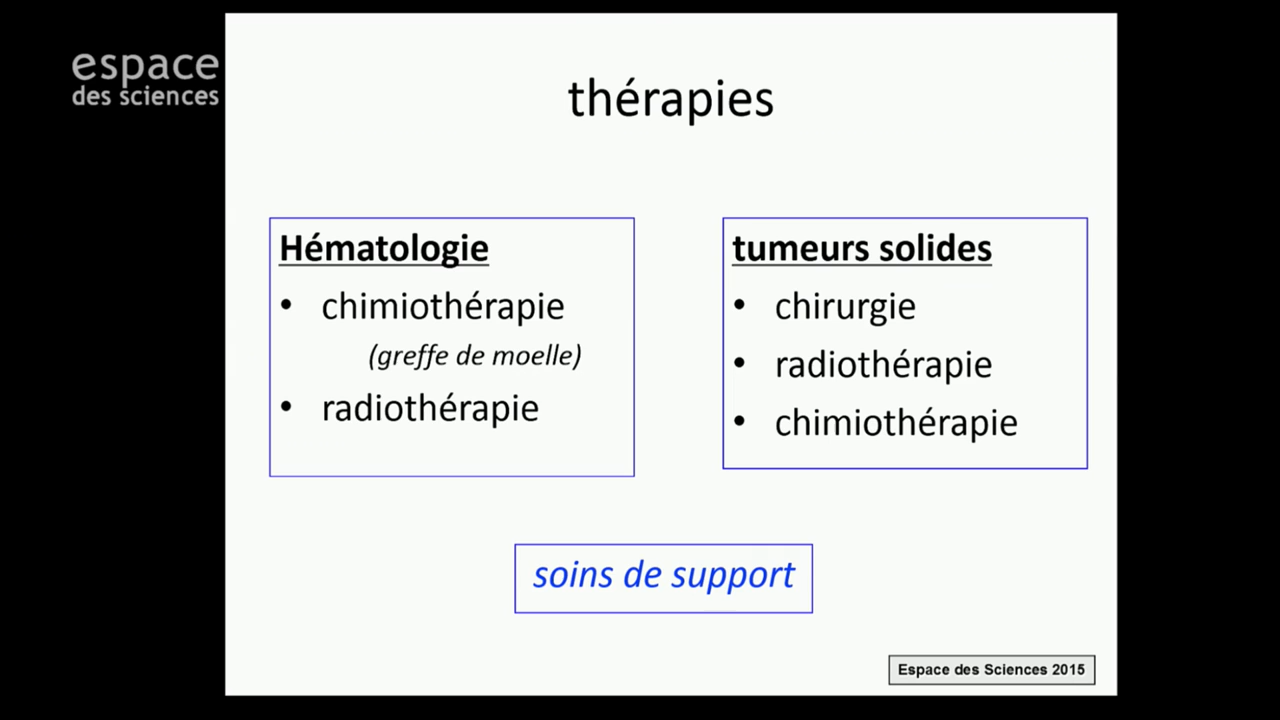 espace
des sciences
thérapies
Hématologie
• chimiothérapie
(greffe de moelle)
• radiothérapie
tumeurs solides
• chirurgie
• radiothérapie
• chimiothérapie
soins de support
Espace des Sciences 2015